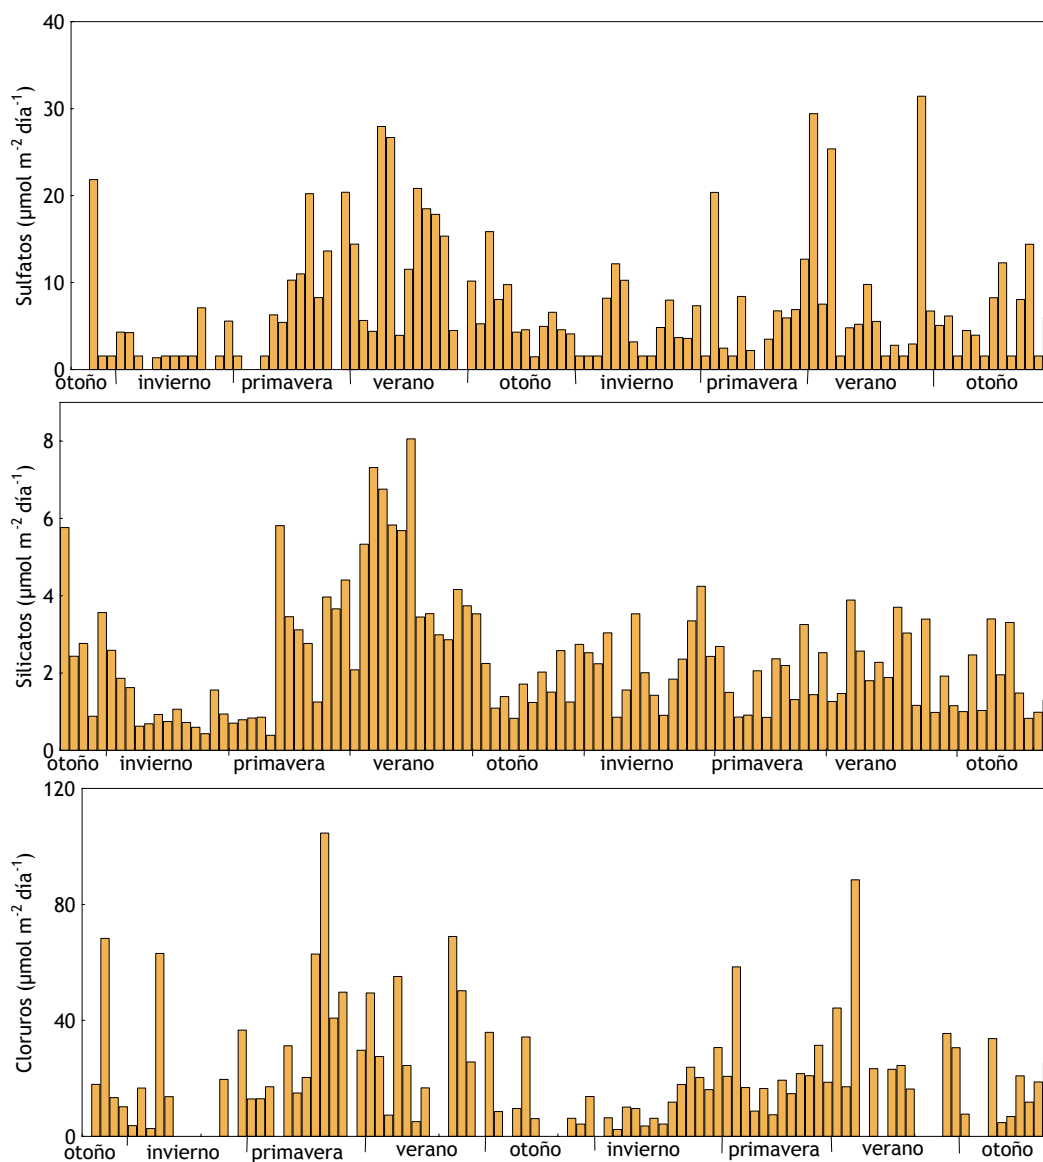 40
30
20
10
0
Sulfatos (µmol m-2 día-1)
otoño invierno primavera verano otoño invierno primavera verano otoño
8
6
4
2
0
Silicatos (µmol m-2 día-1)
otoño invierno primavera verano otoño invierno primavera verano otoño
120
80
40
0
Cloruros (µmol m-2 día-1)
otoño invierno primavera verano otoño invierno primavera verano otoño